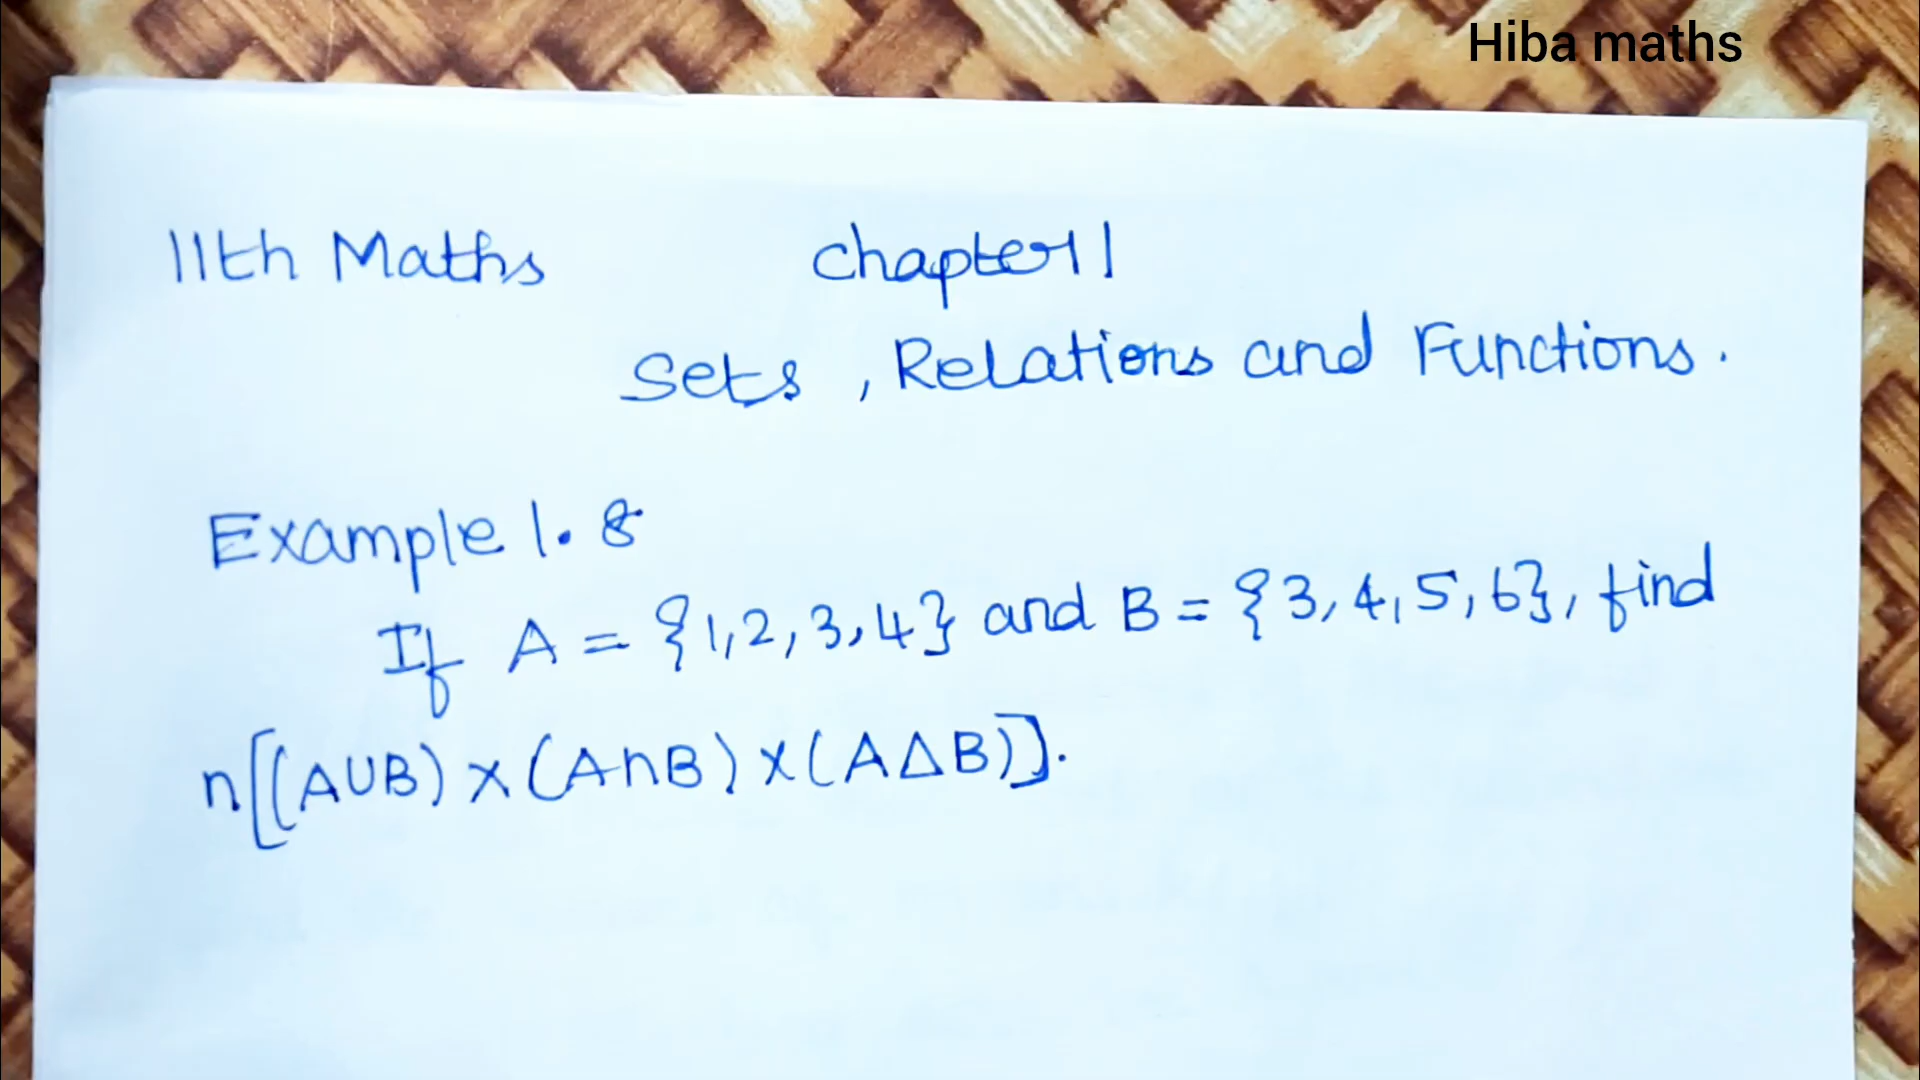 Hiba maths
11th Maths chapter 1
Sets, Relations and Functions.
Example 1.8
If A = {1,2,3,4} and B = {3,4,5,6}, find
n[(A∪B) × (A∩B) × (A△B)].